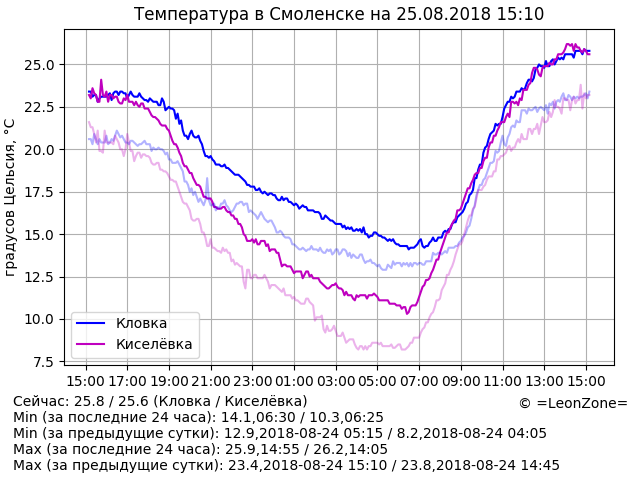 Температура в Смоленске на 25.08.2018 15:10
градусов Цельсия, °C
25.0
22.5
20.0
17.5
15.0
12.5
10.0
7.5
Кловка
Киселёвка
15:00 17:00 19:00 21:00 23:00 01:00 03:00 05:00 07:00 09:00 11:00 13:00 15:00
Сейчас: 25.8 / 25.6 (Кловка / Киселёвка)
© =LeonZone=
Min (за последние 24 часа): 14.1,06:30 / 10.3,06:25
Min (за предыдущие сутки): 12.9,2018-08-24 05:15 / 8.2,2018-08-24 04:05
Max (за последние 24 часа): 25.9,14:55 / 26.2,14:05
Max (за предыдущие сутки): 23.4,2018-08-24 15:10 / 23.8,2018-08-24 14:45